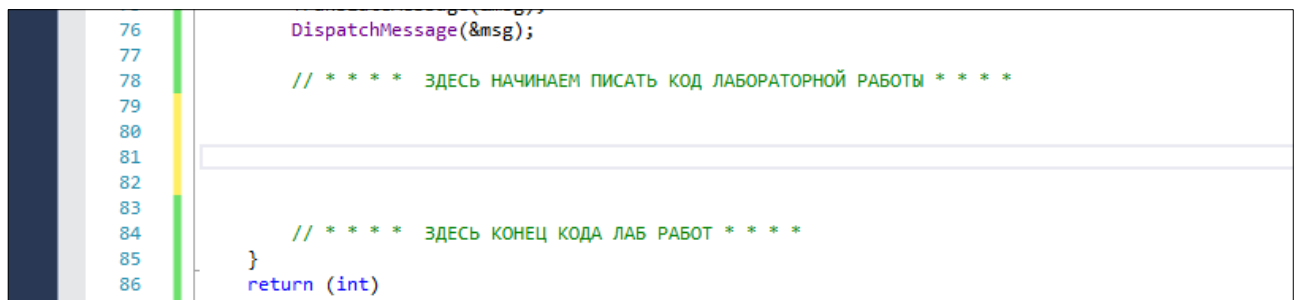 76 DispatchMessage(&msg);
77
78 // * * * * ЗДЕСЬ НАЧИНАЕМ ПИСАТЬ КОД ЛАБОРАТОРНОЙ РАБОТЫ * * * *
79
80
81
82
83
84 // * * * * ЗДЕСЬ КОНЕЦ КОДА ЛАБ РАБОТ * * * *
85 }
86 return (int)